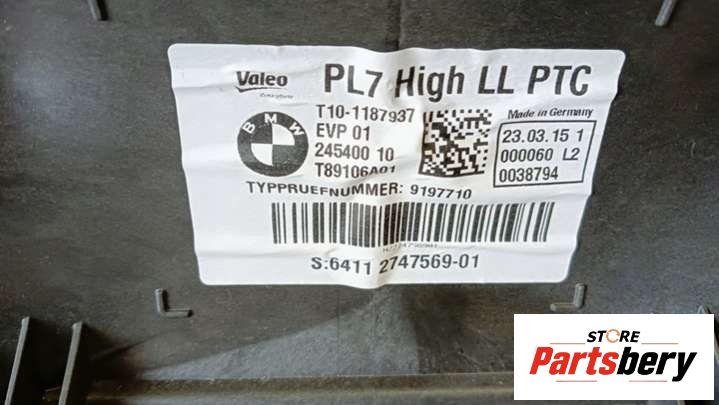 Valeo
PL7 High LL PTC
BMW
T10-1187937
EVP 01
245400 10
T89106A01
Made in Germany
23.03.15 1
000060 L2
0038794
TYPPRUEFNUMMER: 9197710
S:6411 2747569-01
STORE
Partsbery